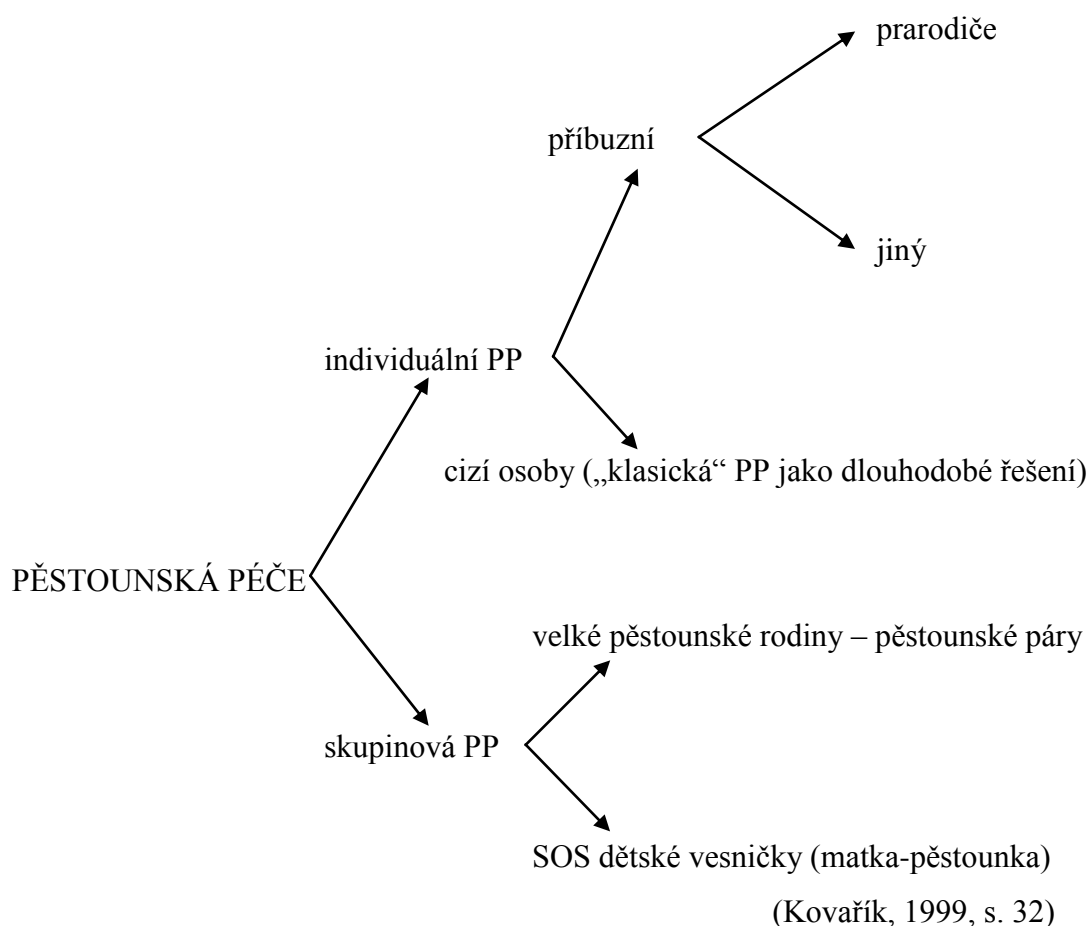 prarodiče
příbuzní
jiný
individuální PP
cizí osoby („klasická“ PP jako dlouhodobé řešení)
PĚSTOUNSKÁ PÉČE
velké pěstounské rodiny – pěstounské páry
skupinová PP
SOS dětské vesničky (matka-pěstounka)
(Kovařík, 1999, s. 32)